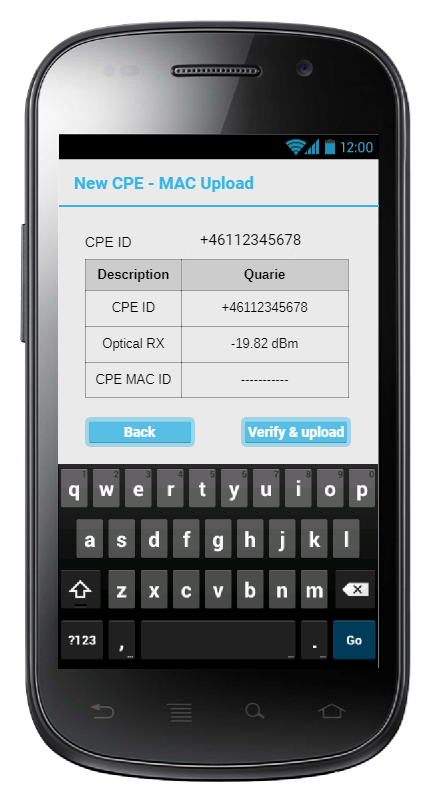 12:00
New CPE - MAC Upload
CPE ID +46112345678
Description Quarie
CPE ID +46112345678
Optical RX -19.82 dBm
CPE MAC ID -----------
Back Verify & upload
1 2 3 4 5 6 7 8 9 0
q w e r t y u i o p
a s d f g h j k l
z x c v b n m
?123 , ... _ . _ Go